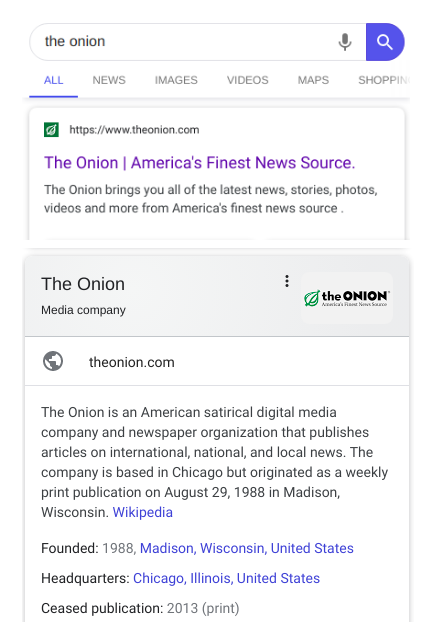 the onion
ALL NEWS IMAGES VIDEOS MAPS SHOPPIN
https://www.theonion.com
The Onion | America's Finest News Source.
The Onion brings you all of the latest news, stories, photos,
videos and more from America's finest news source .
The Onion
Media company
the ONION®
America's Finest News Source
theonion.com
The Onion is an American satirical digital media
company and newspaper organization that publishes
articles on international, national, and local news. The
company is based in Chicago but originated as a weekly
print publication on August 29, 1988 in Madison,
Wisconsin. Wikipedia
Founded: 1988, Madison, Wisconsin, United States
Headquarters: Chicago, Illinois, United States
Ceased publication: 2013 (print)